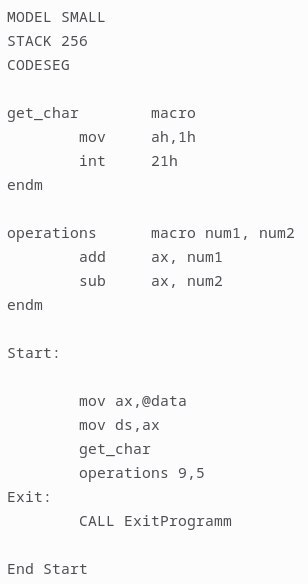 MODEL SMALL
STACK 256
CODESEG

get_char        macro
        mov     ah,1h
        int     21h
endm

operations      macro num1, num2
        add     ax, num1
        sub     ax, num2
endm

Start:

        mov ax,@data
        mov ds,ax
        get_char
        operations 9,5
Exit:
        CALL ExitProgramm

End Start